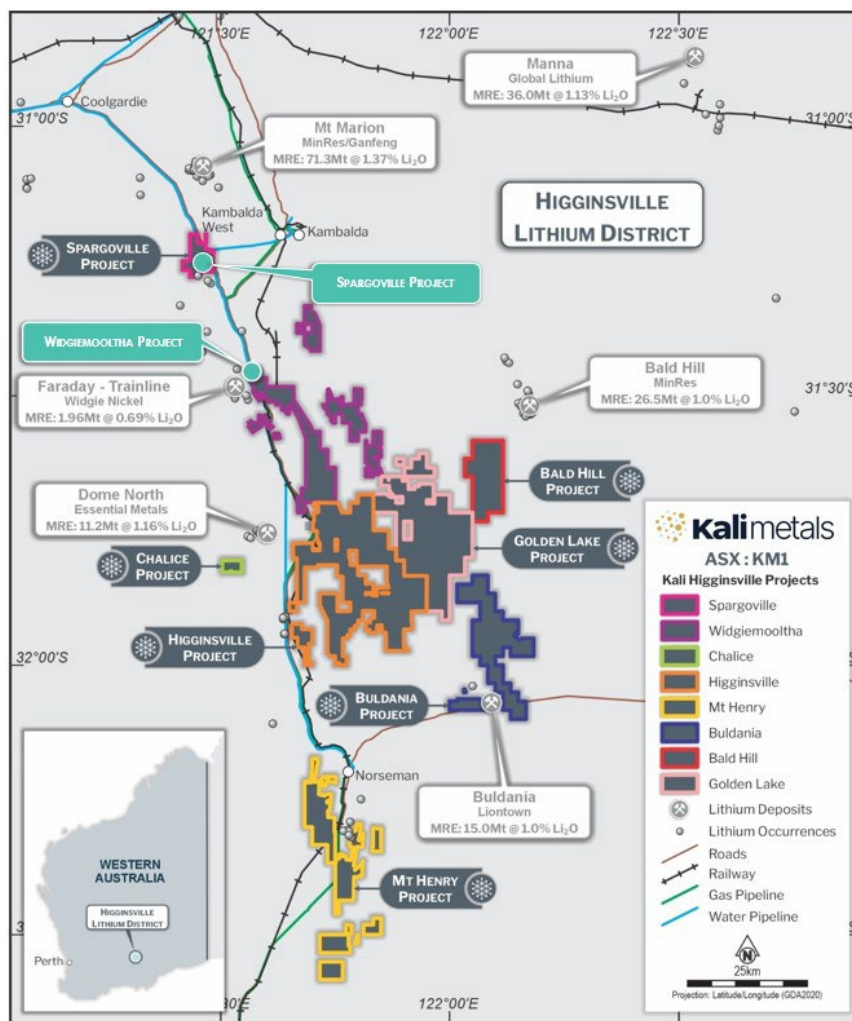 121°30'E
122°00'E
122°30'E
Manna
Global Lithium
MRE: 36.0Mt @ 1.13% Li₂O
Coolgardie
31°00'S
31°00'S
Mt Marion
MinRes/Ganfeng
MRE: 71.3Mt @ 1.37% Li₂O
HIGGINSVILLE
LITHIUM DISTRICT
Kambalda
West
Kambalda
SPARGOVILLE
PROJECT
SPARGOVILLE PROJECT
WIDGIEMOOLTHA PROJECT
Faraday - Trainline
Widgie Nickel
MRE: 1.96Mt @ 0.69% Li₂O
Bald Hill
MinRes
MRE: 26.5Mt @ 1.0% Li₂O
31°30'S
BALD HILL
PROJECT
Dome North
Essential Metals
MRE: 11.2Mt @ 1.16% Li₂O
GOLDEN LAKE
PROJECT
CHALICE
PROJECT
HIGGINSVILLE
PROJECT
32°00'S
BULDANIA
PROJECT
Norseman
Buldania
Liontown
MRE: 15.0Mt @ 1.0% Li₂O
MT HENRY
PROJECT
Kalimetals
ASX : KM1
Kali Higginsville Projects
Spargoville
Widgiemooltha
Chalice
Higginsville
Mt Henry
Buldania
Bald Hill
Golden Lake
Lithium Deposits
Lithium Occurrences
Roads
Railway
Gas Pipeline
Water Pipeline
N
25km
Projection: Latitude/Longitude (GDA2020)
WESTERN
AUSTRALIA
HIGGINSVILLE
LITHIUM DISTRICT
Perth
122°00'E